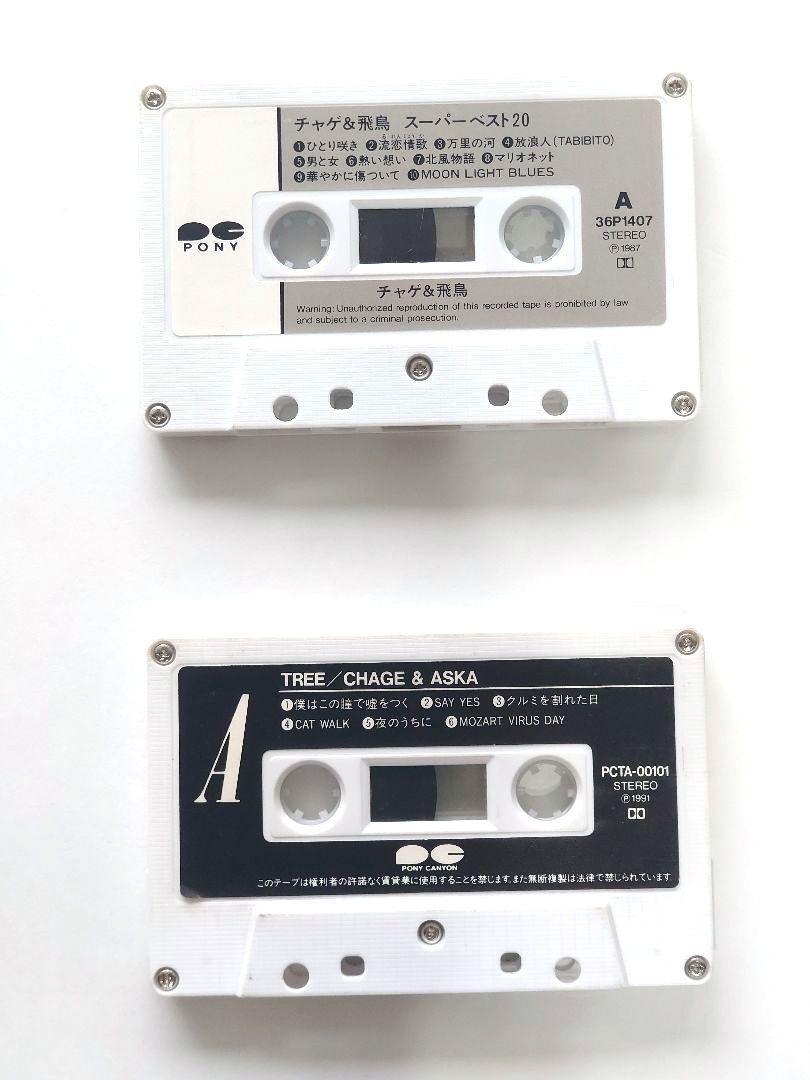 チャゲ&飛鳥 スーパーベスト20
❶ひとり咲き ❷流恋情歌 ❸万里の河 ❹放浪人(TABIBITO)
❺男と女 ❻熱い想い ❼北風物語 ❽マリオネット
❾華やかに傷ついて ❿MOON LIGHT BLUES
PONY
A
36P1407
STEREO
Ⓟ1987
チャゲ&飛鳥
Warning: Unauthorized reproduction of this recorded tape is prohibited by law
and subject to a criminal prosecution.
A
TREE/CHAGE & ASKA
❶僕はこの瞳で嘘をつく ❷SAY YES ❸クルミを割れた日
❹CAT WALK ❺夜のうちに ❻MOZART VIRUS DAY
PCTA-00101
STEREO
Ⓟ1991
PONY CANYON
このテープは権利者の許諾なく賃貸業に使用することを禁じます。また無断複製は法律で禁じられています